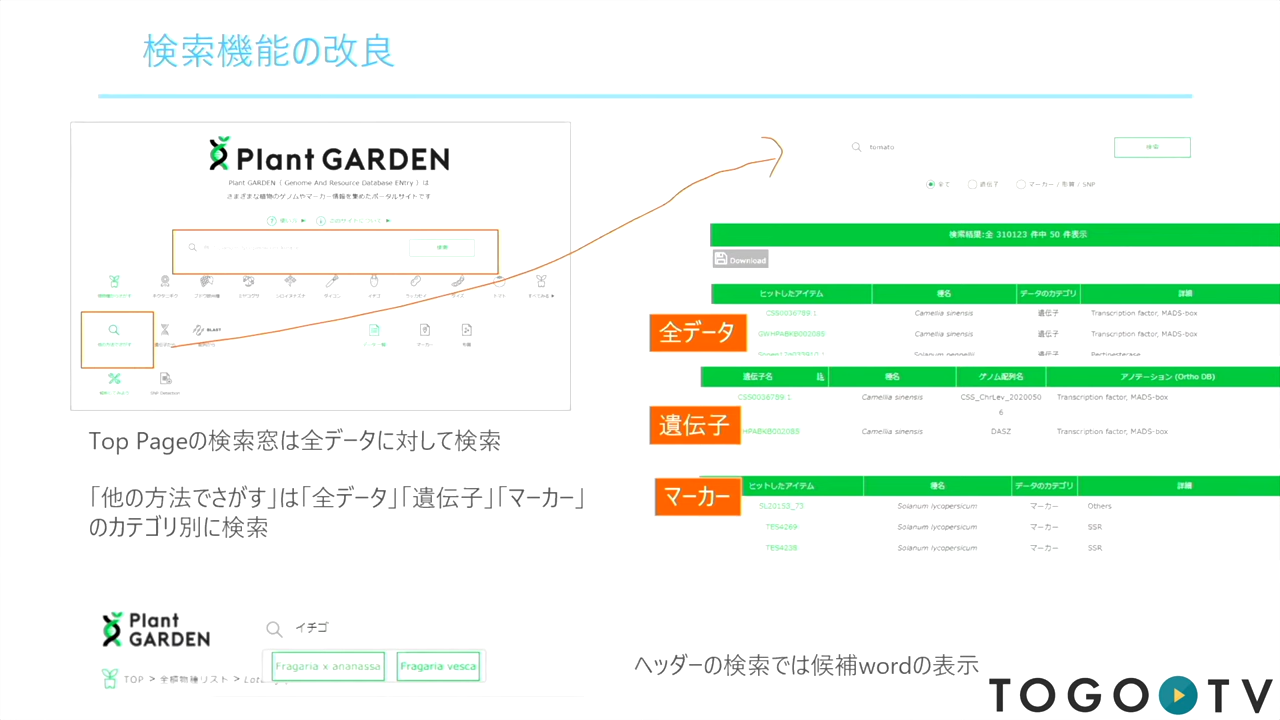 検索機能の改良
Plant GARDEN
Plant GARDEN ( Genome And Resource Database ENtry ) は
さまざまな植物のゲノムやマーカー情報を集めたポータルサイトです
検索
BLAST
SNP Detection
Top Pageの検索窓は全データに対して検索
「他の方法でさがす」は「全データ」「遺伝子」「マーカー」
のカテゴリ別に検索
tomato
検索
全て 遺伝子 マーカー / 形質 / SNP
検索結果:全 310123 件中 50 件表示
Download
ヒットしたアイテム 種名 データのカテゴリ 詳細
CSS0036789.1 Camellia sinensis 遺伝子 Transcription factor, MADS-box
全データ
GWHPABKB002085 Camellia sinensis 遺伝子 Transcription factor, MADS-box
Solanum pennellii 遺伝子 Pectinesterase
遺伝子名 種名 ゲノム配列名 アノテーション (Ortho DB)
CSS0036789.1 Camellia sinensis CSS_ChrLev_2020050
6 Transcription factor, MADS-box
遺伝子
HPABKB002085 Camellia sinensis DASZ Transcription factor, MADS-box
マーカー
ヒットしたアイテム 種名 データのカテゴリ 詳細
SL20153_73 Solanum lycopersicum マーカー Others
TES4269 Solanum lycopersicum マーカー SSR
TES4238 Solanum lycopersicum マーカー SSR
Plant
GARDEN
イチゴ
Fragaria x ananassa Fragaria vesca
TOP > 全植物種リスト >
ヘッダーの検索では候補wordの表示
TOGO TV